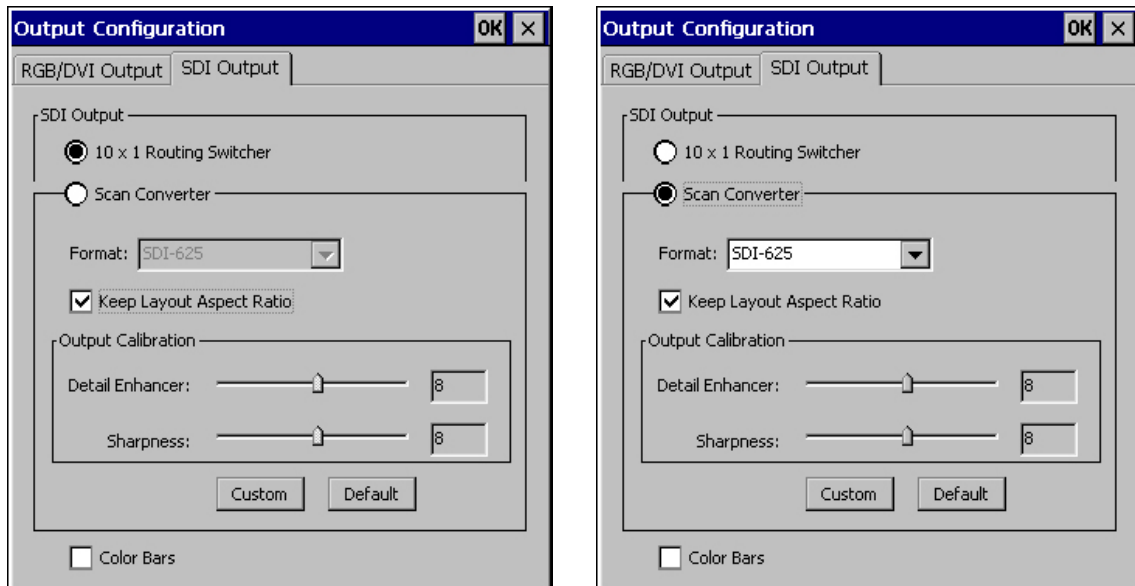 Output Configuration OK ×
RGB/DVI Output SDI Output
SDI Output
10 x 1 Routing Switcher
Scan Converter
Format: SDI-625
Keep Layout Aspect Ratio
Output Calibration
Detail Enhancer: 8
Sharpness: 8
Custom Default
Color Bars
Output Configuration OK ×
RGB/DVI Output SDI Output
SDI Output
10 x 1 Routing Switcher
Scan Converter
Format: SDI-625
Keep Layout Aspect Ratio
Output Calibration
Detail Enhancer: 8
Sharpness: 8
Custom Default
Color Bars